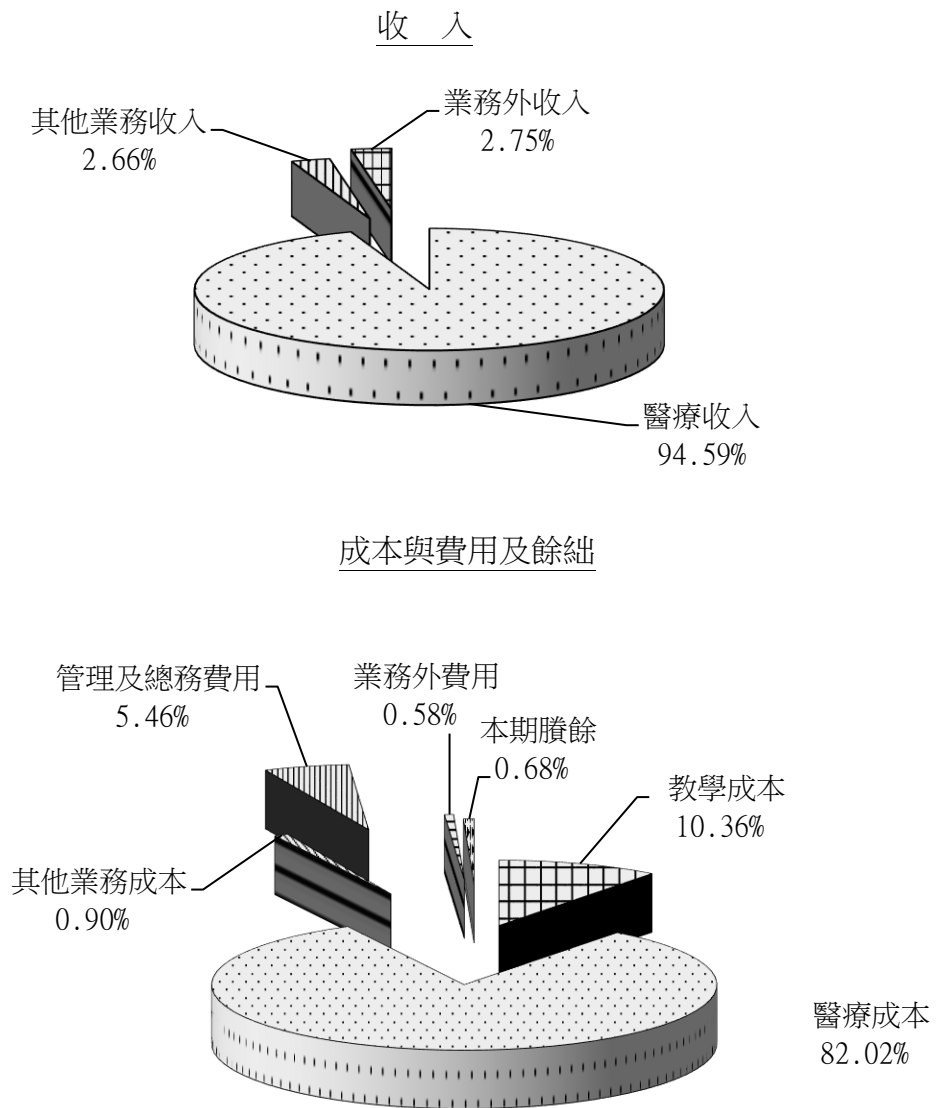 收　入
其他業務收入
2.66%
業務外收入
2.75%
醫療收入
94.59%
成本與費用及餘絀
管理及總務費用
5.46%
業務外費用
0.58%
本期賸餘
0.68%
教學成本
10.36%
其他業務成本
0.90%
醫療成本
82.02%